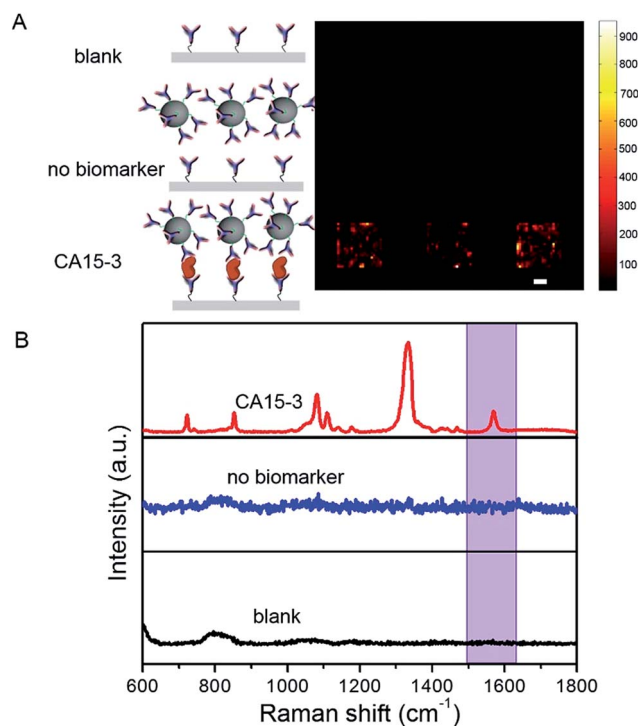 A
blank
no biomarker
CA15-3
900
800
700
600
500
400
300
200
100
B
CA15-3
no biomarker
blank
Intensity (a.u.)
600 800 1000 1200 1400 1600 1800
Raman shift (cm⁻¹)